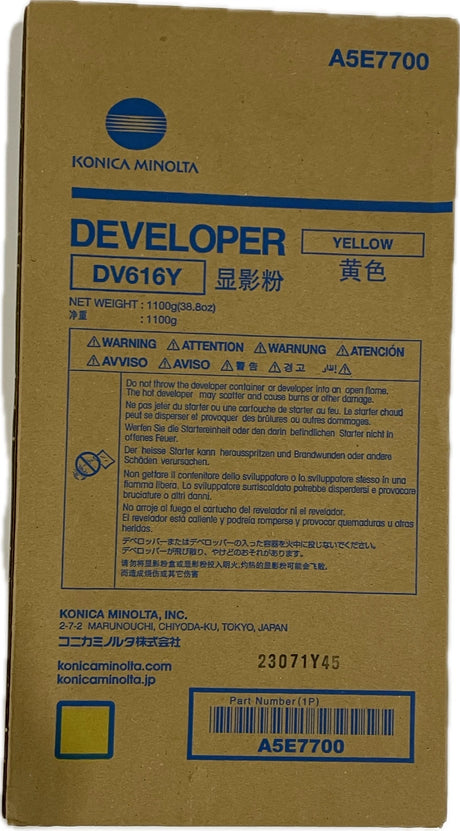 A5E7700
KONICA MINOLTA
DEVELOPER
YELLOW
DV616Y
显影粉
黄色
NET WEIGHT : 1100g(38.8oz)
净重 : 1100g
⚠WARNING ⚠ATTENTION ⚠WARNUNG ⚠ATENCIÓN
⚠AVVISO ⚠AVISO ⚠警告 ⚠경고 ⚠
Do not throw the developer container or developer into an open flame.
The hot developer may scatter and cause burns or other damage.
Ne pas jeter du starter ou une cartouche de starter au feu. Le starter chaud
peut se disperser et provoquer des brûlures ou autres dommages.
Werfen Sie die Startereinheit oder den darin befindlichen Starter nicht in
offenes Feuer.
Der heisse Starter kann herausspritzen und Brandwunden oder andere
Schäden verursachen.
Non gettare il contenitore dello sviluppatore o lo sviluppatore stesso in una
fiamma libera. Lo sviluppatore surriscaldato potrebbe disperdersi e provocare
bruciature o altri danni.
No arroje al fuego el cartucho del revelador ni el revelador.
El revelador está caliente y podría romperse y provocar quemaduras u otras
heridas.
デベロッパーまたはデベロッパーの入った容器を火中に投じないでください。
デベロッパーが飛び散り、やけどのおそれがあります。
请勿将显影粉盒或显影粉投入明火,灼热的显影粉可能会飞散,
而造成烧伤或其它伤害
KONICA MINOLTA, INC.
2-7-2 MARUNOUCHI, CHIYODA-KU, TOKYO, JAPAN
コニカミノルタ株式会社
konicaminolta.com
konicaminolta.jp
23071Y45
Part Number(1P)
A5E7700